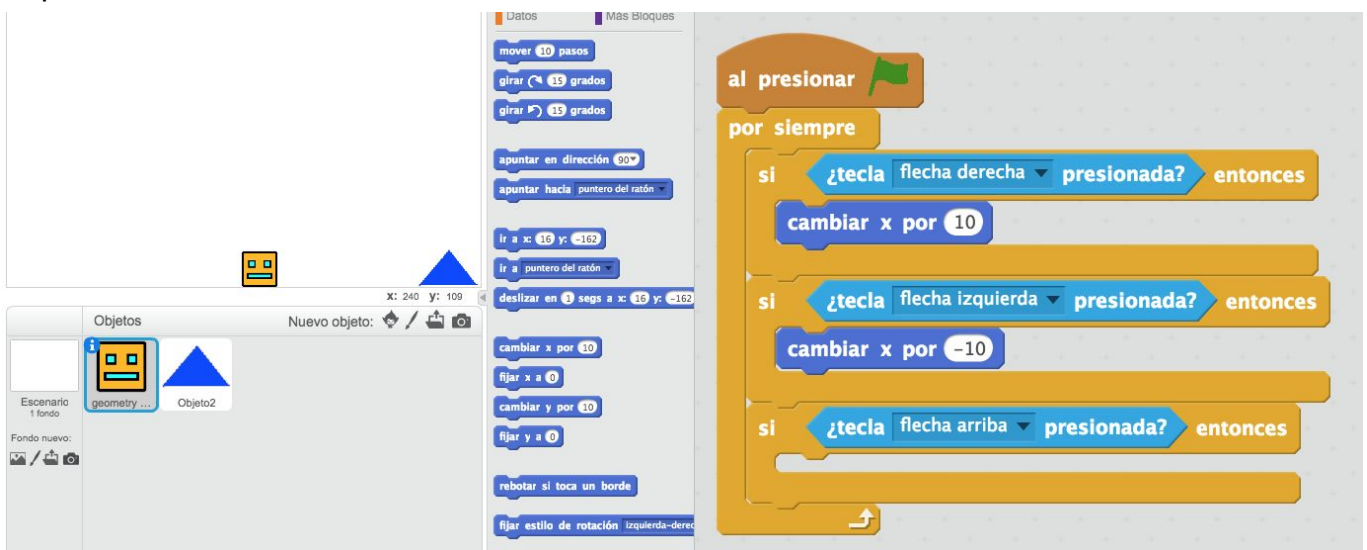 Datos Más Bloques
mover 10 pasos
girar 15 grados
girar 15 grados
apuntar en dirección 90
apuntar hacia puntero del ratón
ir a x: 16 y: -162
ir a puntero del ratón
deslizar en 1 segs a x: 16 y: -162
cambiar x por 10
fijar x a 0
cambiar y por 10
fijar y a 0
rebotar si toca un borde
fijar estilo de rotación izquierda-derec
X: 240 y: 109
Objetos Nuevo objeto:
Escenario
1 fondo
geometry ... Objeto2
Fondo nuevo:
al presionar
por siempre
si ¿tecla flecha derecha presionada? entonces
cambiar x por 10
si ¿tecla flecha izquierda presionada? entonces
cambiar x por -10
si ¿tecla flecha arriba presionada? entonces